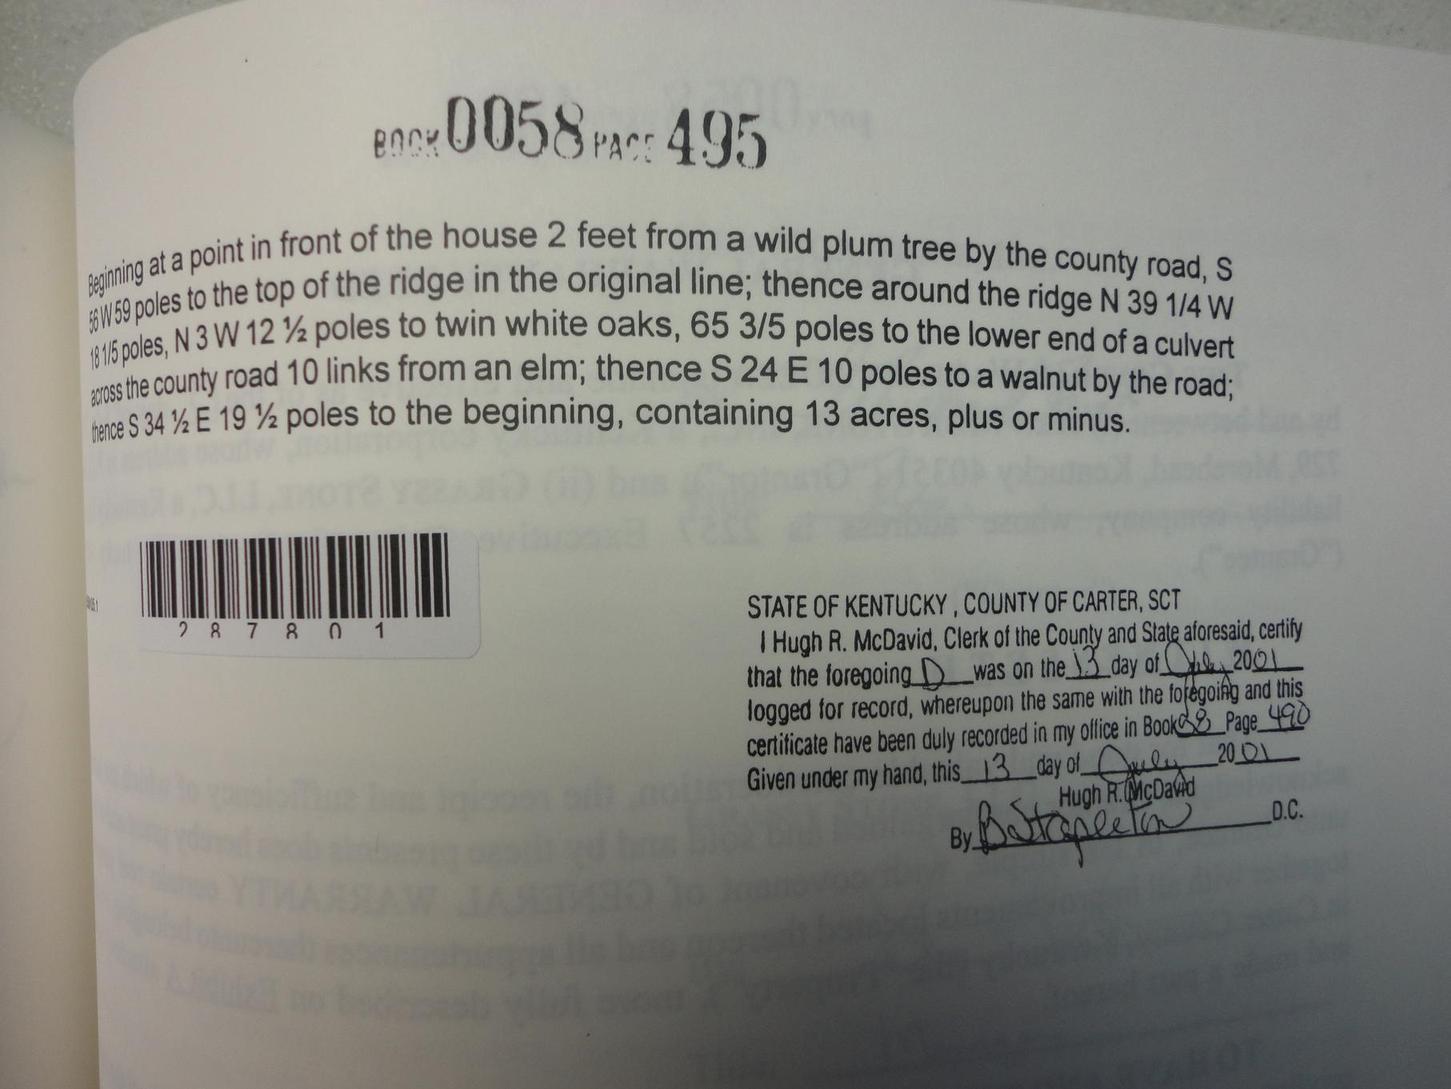 BOOK 0058 PAGE 495
Beginning at a point in front of the house 2 feet from a wild plum tree by the county road, S
56 W 59 poles to the top of the ridge in the original line; thence around the ridge N 39 1/4 W
18 1/5 poles, N 3 W 12 ½ poles to twin white oaks, 65 3/5 poles to the lower end of a culvert
across the county road 10 links from an elm; thence S 24 E 10 poles to a walnut by the road;
thence S 34 ½ E 19 ½ poles to the beginning, containing 13 acres, plus or minus.
287801
STATE OF KENTUCKY , COUNTY OF CARTER, SCT
I Hugh R. McDavid, Clerk of the County and State aforesaid, certify
that the foregoing D was on the 13 day of July 2001
logged for record, whereupon the same with the foregoing and this
certificate have been duly recorded in my office in Book 58 Page 490
Given under my hand, this 13 day of July 2001
Hugh R. McDavid
By B Stapleton D.C.